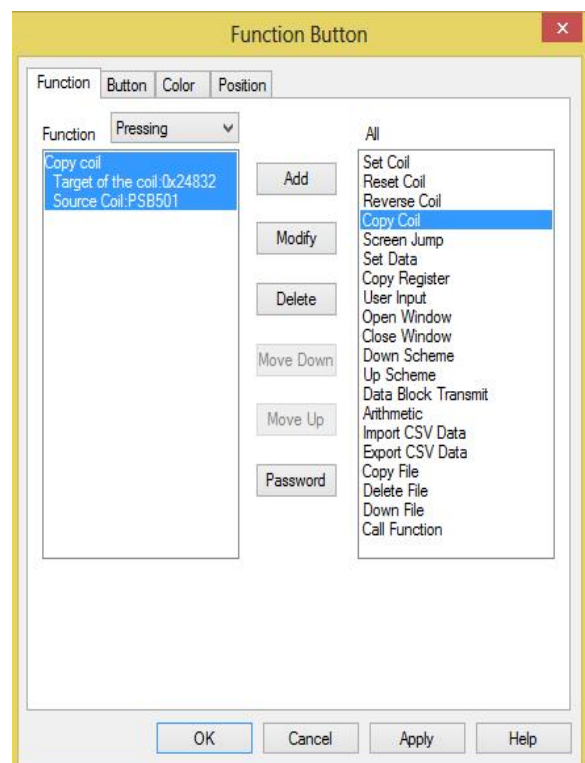 Function Button
x
Function Button Color Position
Function Pressing
All
Copy coil
Target of the coil:0x24832
Source Coil:PSB501
Add
Modify
Delete
Move Down
Move Up
Password
Set Coil
Reset Coil
Reverse Coil
Copy Coil
Screen Jump
Set Data
Copy Register
User Input
Open Window
Close Window
Down Scheme
Up Scheme
Data Block Transmit
Arithmetic
Import CSV Data
Export CSV Data
Copy File
Delete File
Down File
Call Function
OK Cancel Apply Help